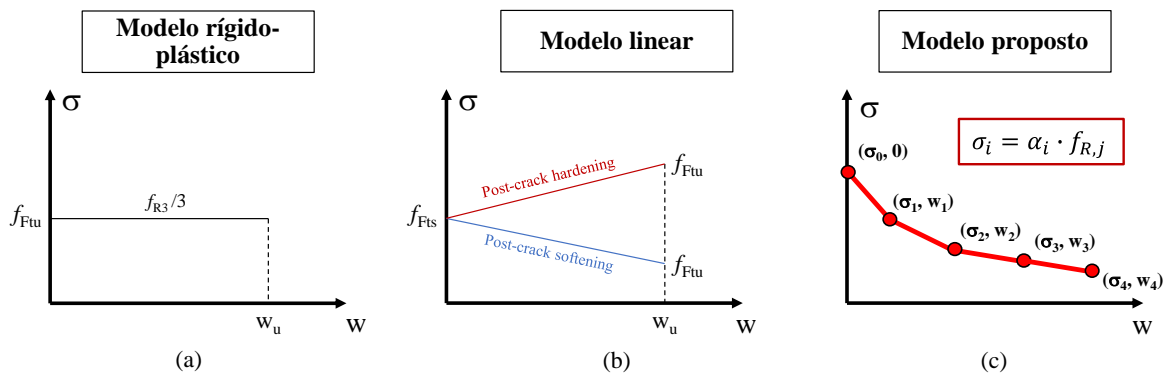 Modelo rígido-
plástico
σ
f_R3/3
f_Ftu
w_u
w
(a)
Modelo linear
σ
Post-crack hardening
f_Ftu
f_Fts
Post-crack softening
f_Ftu
w_u
w
(b)
Modelo proposto
σ
σ_i = α_i · f_R,j
(σ_0, 0)
(σ_1, w_1)
(σ_2, w_2)
(σ_3, w_3)
(σ_4, w_4)
w
(c)